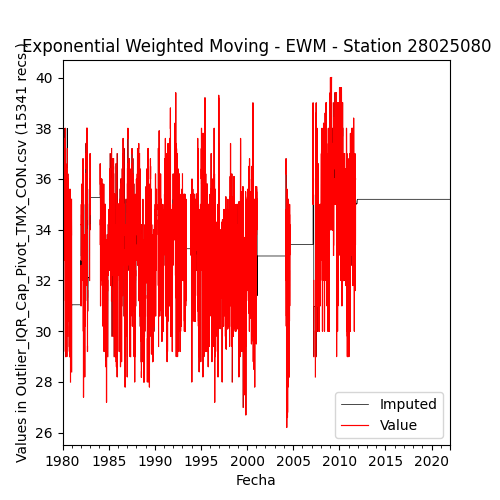 Exponential Weighted Moving - EWM - Station 28025080
Values in Outlier_IQR_Cap_Pivot_TMX_CON.csv (15341 recs.)
40
38
36
34
32
30
28
26
1980 1985 1990 1995 2000 2005 2010 2015 2020
Fecha
Imputed
Value